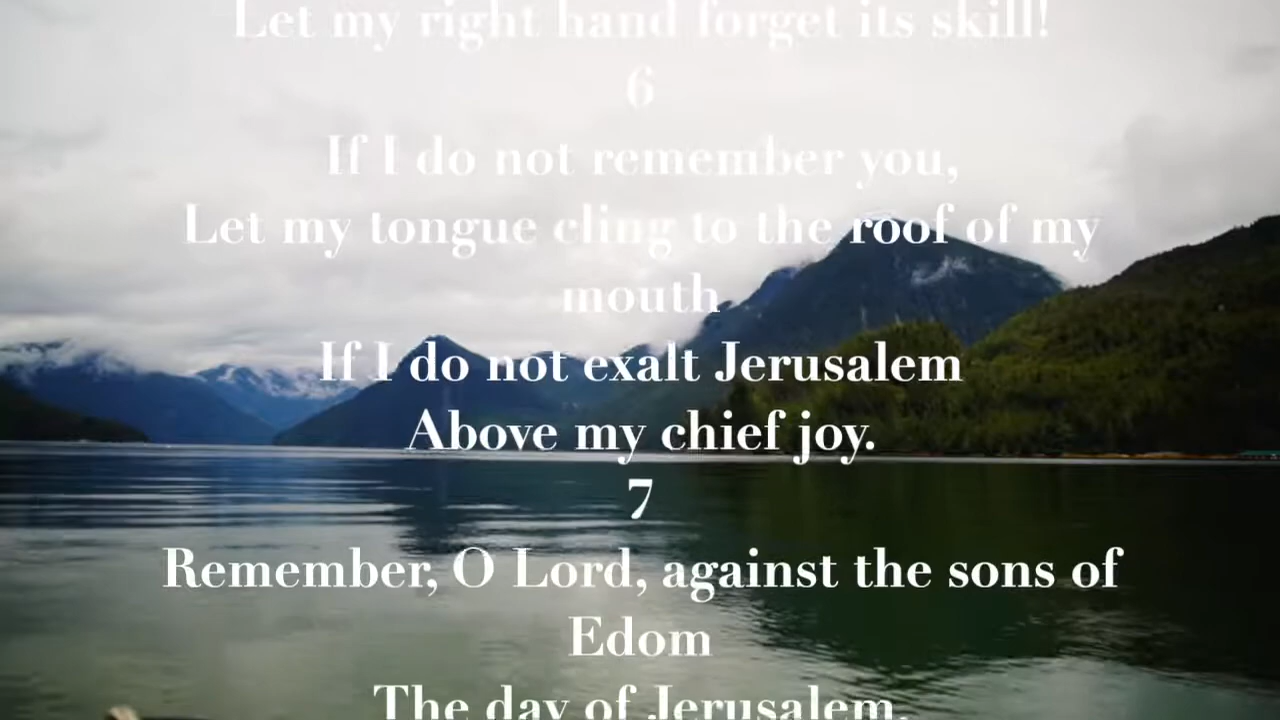 Let my right hand forget its skill!
6
If I do not remember you,
Let my tongue cling to the roof of my
mouth
If I do not exalt Jerusalem
Above my chief joy.
7
Remember, O Lord, against the sons of
Edom
The day of Jerusalem,